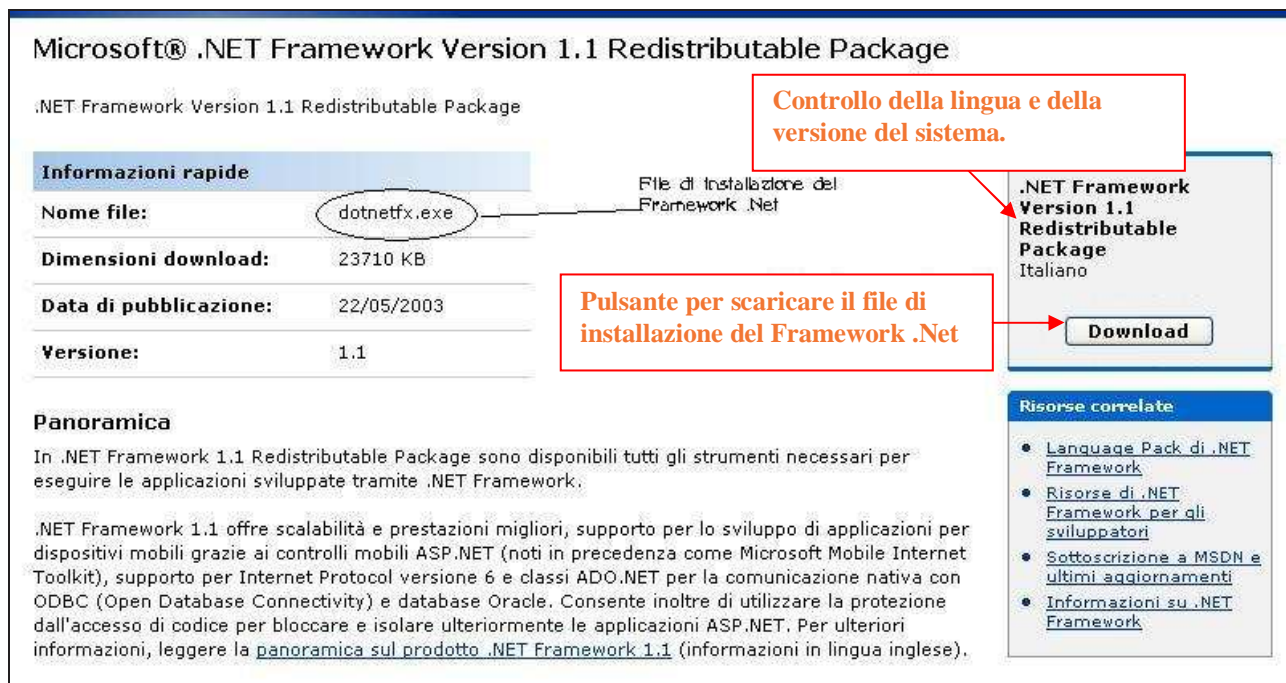 Microsoft® .NET Framework Version 1.1 Redistributable Package
.NET Framework Version 1.1 Redistributable Package
Controllo della lingua e della
versione del sistema.
Informazioni rapide
Nome file: dotnetfx.exe
File di installazione del
Framework .Net
Dimensioni download: 23710 KB
Data di pubblicazione: 22/05/2003
Versione: 1.1
Pulsante per scaricare il file di
installazione del Framework .Net
.NET Framework
Version 1.1
Redistributable
Package
Italiano
Download
Panoramica
In .NET Framework 1.1 Redistributable Package sono disponibili tutti gli strumenti necessari per
eseguire le applicazioni sviluppate tramite .NET Framework.
.NET Framework 1.1 offre scalabilità e prestazioni migliori, supporto per lo sviluppo di applicazioni per
dispositivi mobili grazie ai controlli mobili ASP.NET (noti in precedenza come Microsoft Mobile Internet
Toolkit), supporto per Internet Protocol versione 6 e classi ADO.NET per la comunicazione nativa con
ODBC (Open Database Connectivity) e database Oracle. Consente inoltre di utilizzare la protezione
dall'accesso di codice per bloccare e isolare ulteriormente le applicazioni ASP.NET. Per ulteriori
informazioni, leggere la panoramica sul prodotto .NET Framework 1.1 (informazioni in lingua inglese).
Risorse correlate
Language Pack di .NET
Framework
Risorse di .NET
Framework per gli
sviluppatori
Sottoscrizione a MSDN e
ultimi aggiornamenti
Informazioni su .NET
Framework